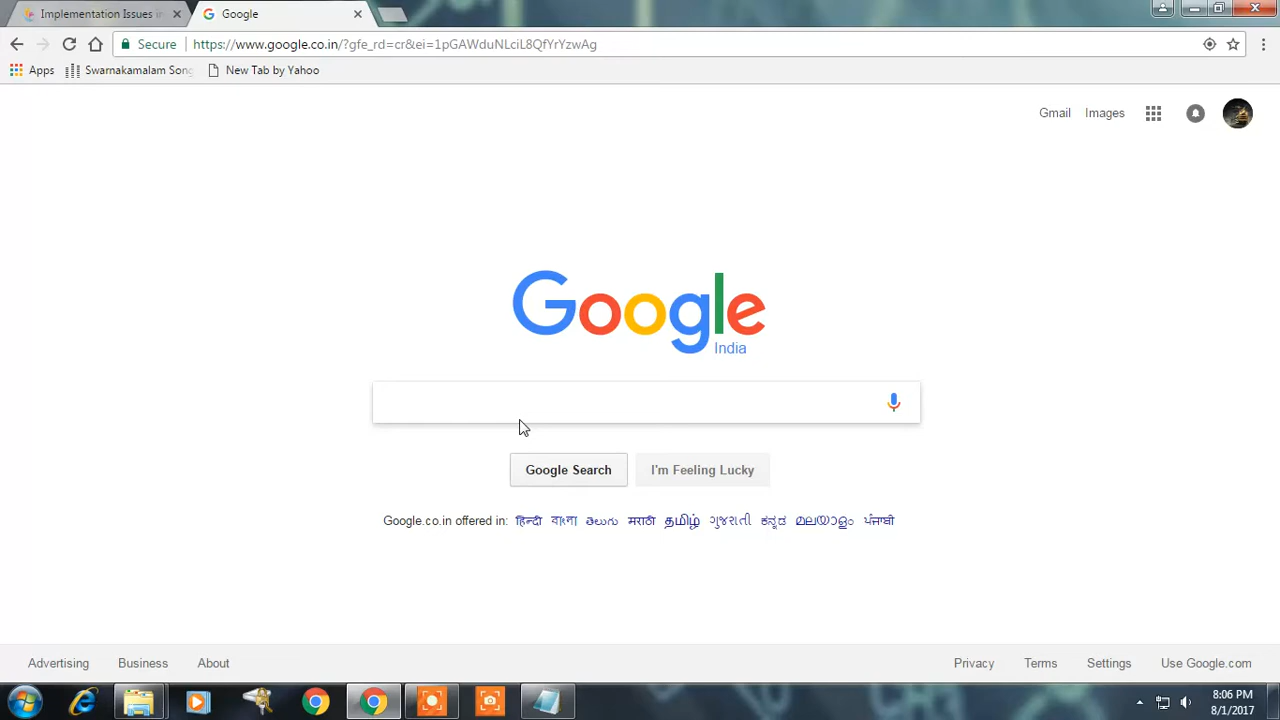 Implementation Issues in
Google
Secure
https://www.google.co.in/?gfe_rd=cr&ei=1pGAWduNLciL8QfYrYzwAg
Apps
Swarnakamalam Song
New Tab by Yahoo
Gmail
Images
Google
India
Google Search
I'm Feeling Lucky
Google.co.in offered in: हिन्दी বাংলা తెలుగు मराठी தமிழ் ગુજરાતી ಕನ್ನಡ മലയാളം ਪੰਜਾਬੀ
Advertising
Business
About
Privacy
Terms
Settings
Use Google.com
8:06 PM
8/1/2017